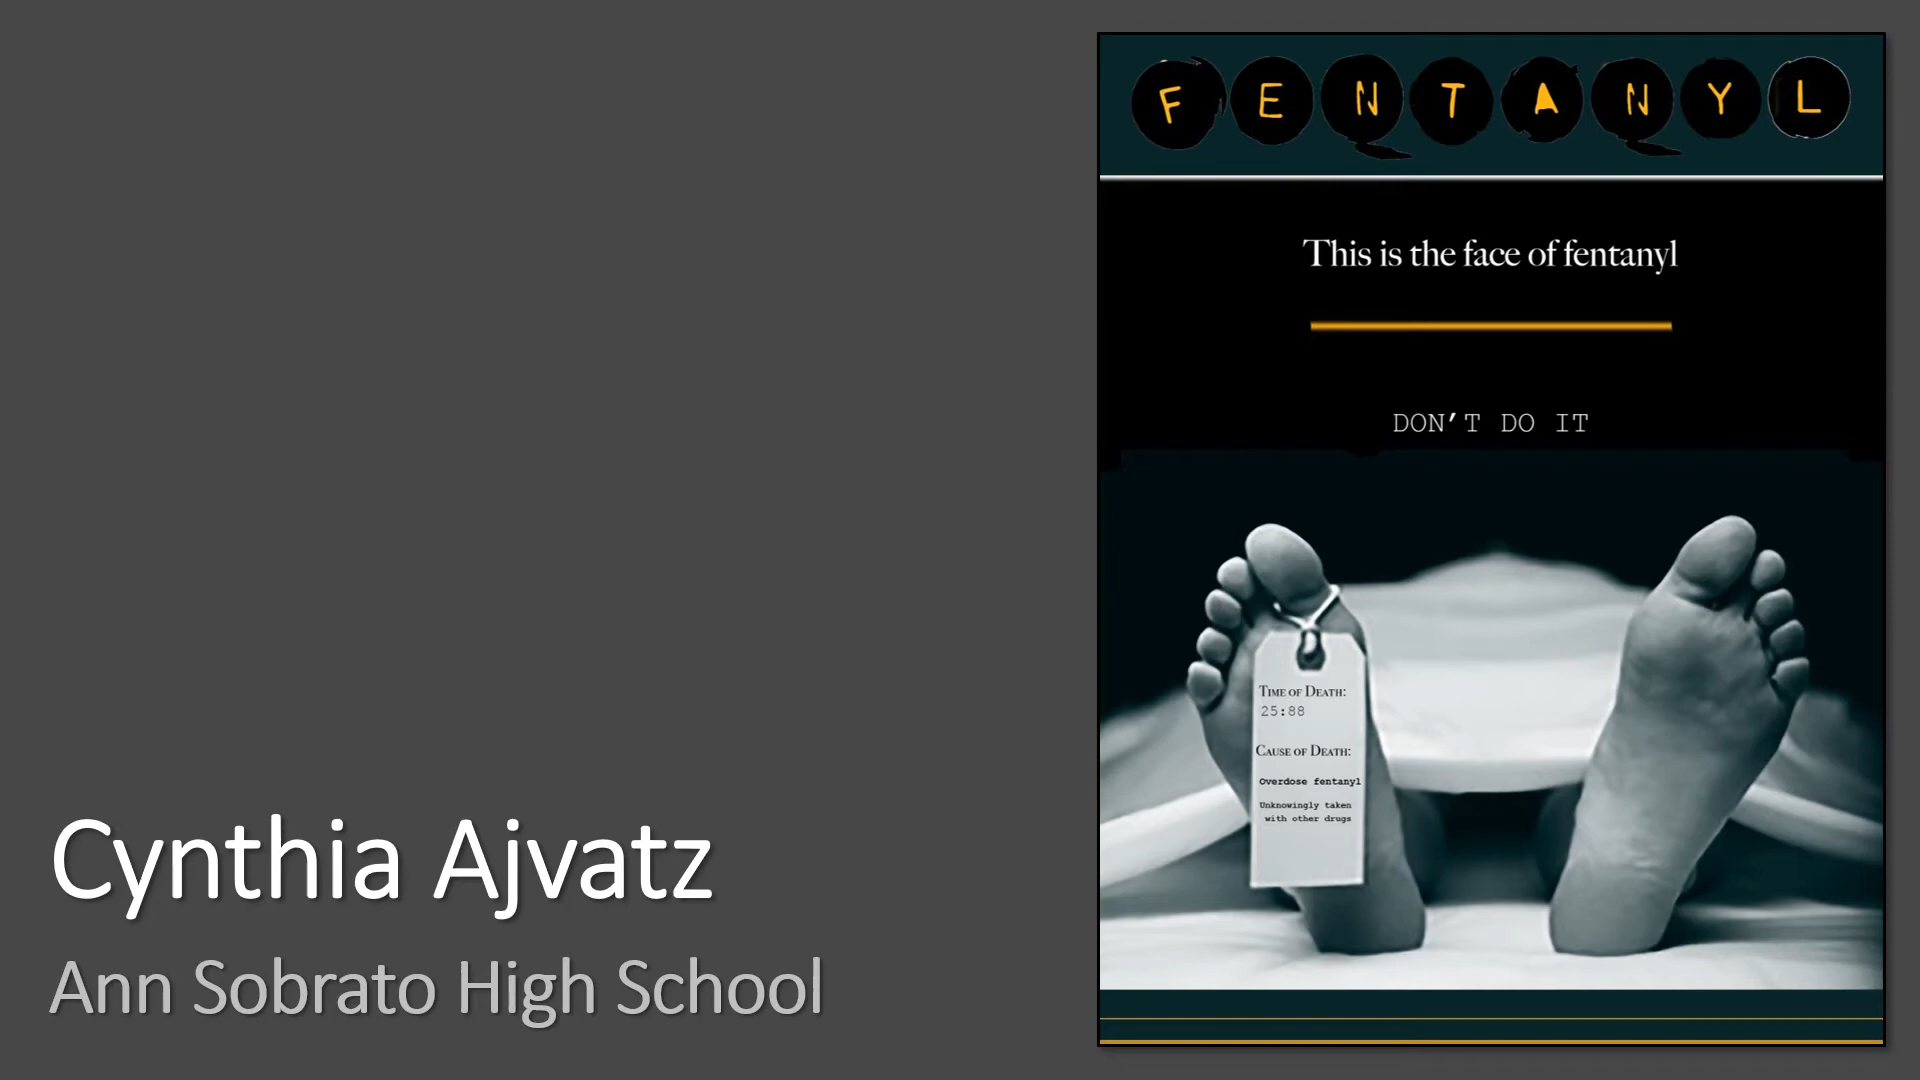 FENTANYL
This is the face of fentanyl
DON'T DO IT
TIME OF DEATH:
25:88
CAUSE OF DEATH:
Overdose fentanyl
Unknowingly taken
with other drugs
Cynthia Ajvatz
Ann Sobrato High School